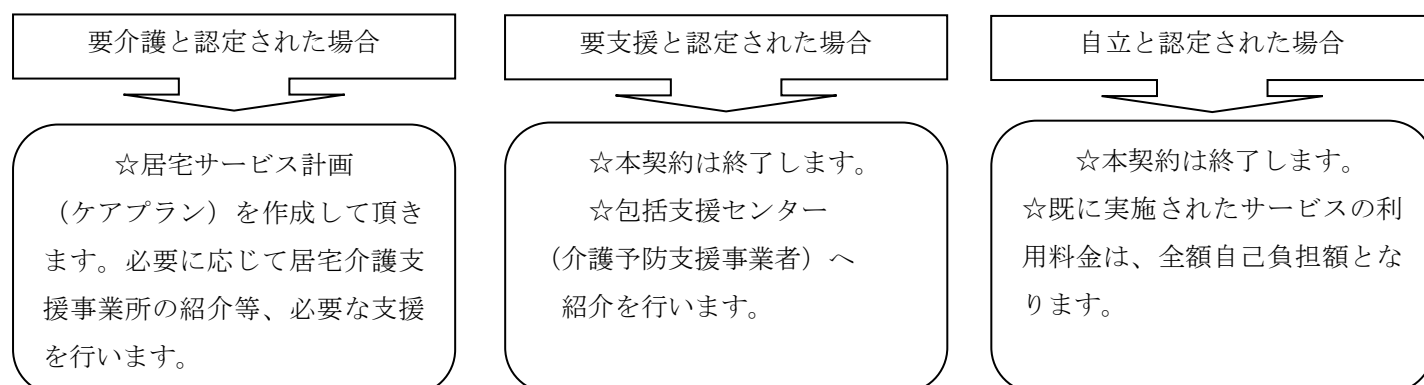 要介護と認定された場合
☆居宅サービス計画
（ケアプラン）を作成して頂き
ます。必要に応じて居宅介護支
援事業所の紹介等、必要な支援
を行います。
要支援と認定された場合
☆本契約は終了します。
☆包括支援センター
（介護予防支援事業者）へ
紹介を行います。
自立と認定された場合
☆本契約は終了します。
☆既に実施されたサービスの利
用料金は、全額自己負担額とな
ります。